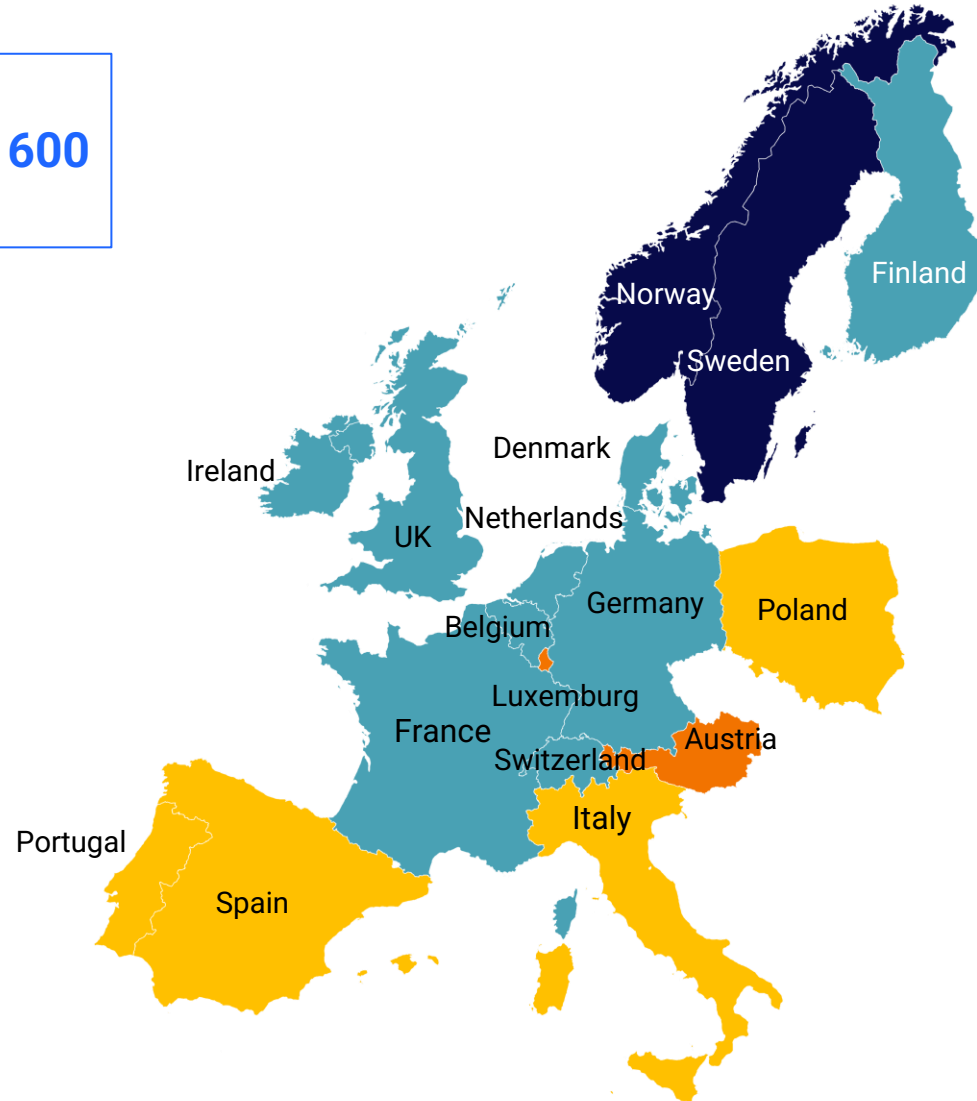 600
Finland
Norway
Sweden
Denmark
Ireland
Netherlands
UK
Germany
Poland
Belgium
Luxemburg
France
Austria
Switzerland
Italy
Portugal
Spain